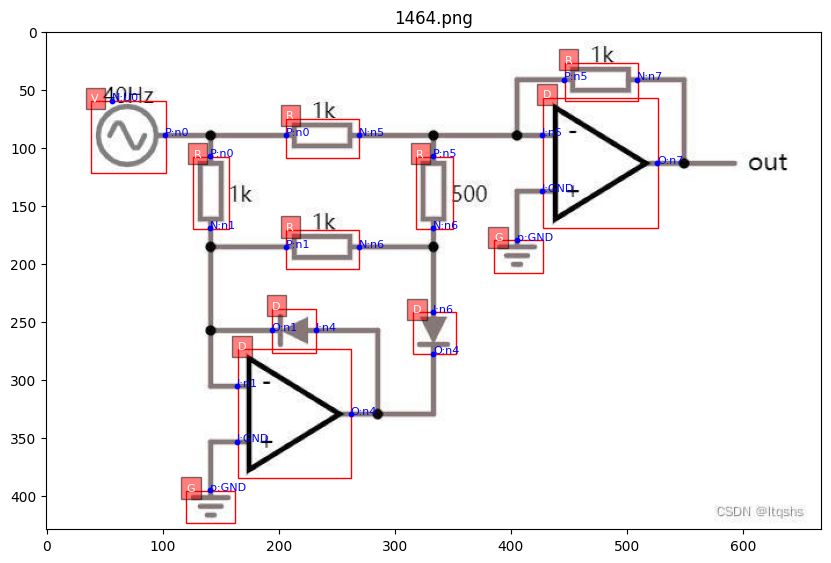 1464.png
0
50
100
150
200
250
300
350
400
0
100
200
300
400
500
600
V
40Hz
P:n0
R
1k
P:n0
N:n5
R
1k
P:n5
N:n7
D
-
+
I:GND
O:n7
out
R
P:n0
1k
N:n1
R
P:n5
500
N:n6
G
p:GND
R
1k
P:n1
N:n6
D
O:n1
I:n4
D
I:n6
O:n4
D
I:n1
-
I:GND
+
O:n4
G
p:GND
CSDN @ltqshs